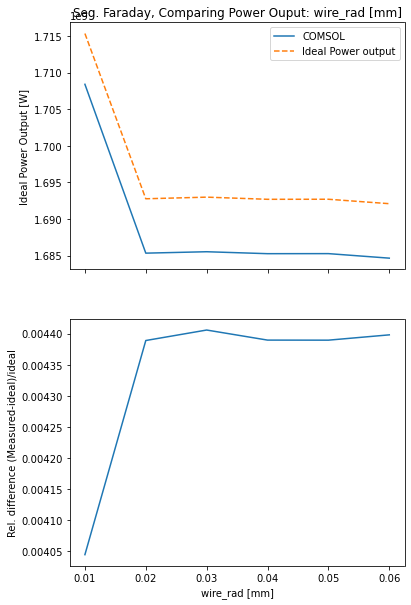 Seg. Faraday, Comparing Power Ouput: wire_rad [mm]
1e9
1.715
1.710
1.705
1.700
1.695
1.690
1.685
Ideal Power Output [W]
COMSOL
Ideal Power output
0.00440
0.00435
0.00430
0.00425
0.00420
0.00415
0.00410
0.00405
Rel. difference (Measured-ideal)/ideal
0.01 0.02 0.03 0.04 0.05 0.06
wire_rad [mm]